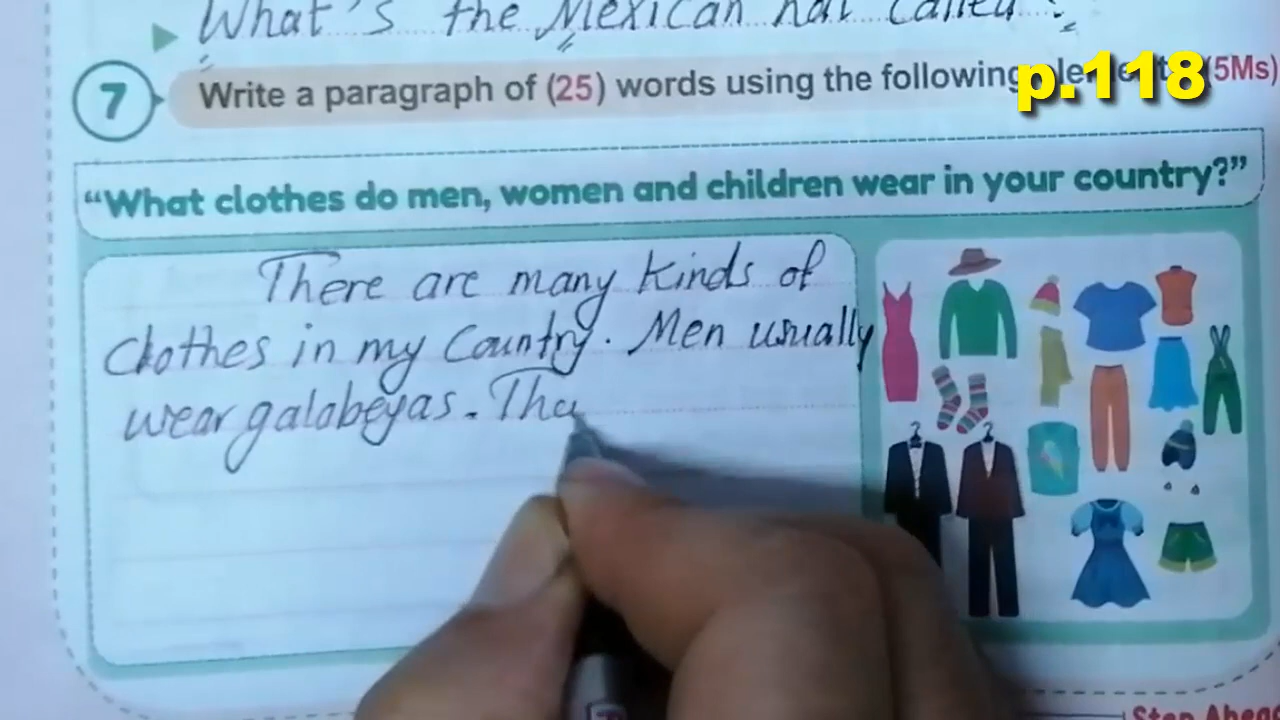 What's the Mexican hat called?
7 Write a paragraph of (25) words using the following (5Ms)
p.118
“What clothes do men, women and children wear in your country?”
There are many kinds of
clothes in my country. Men usually
wear galabeyas. The
Step Ahead